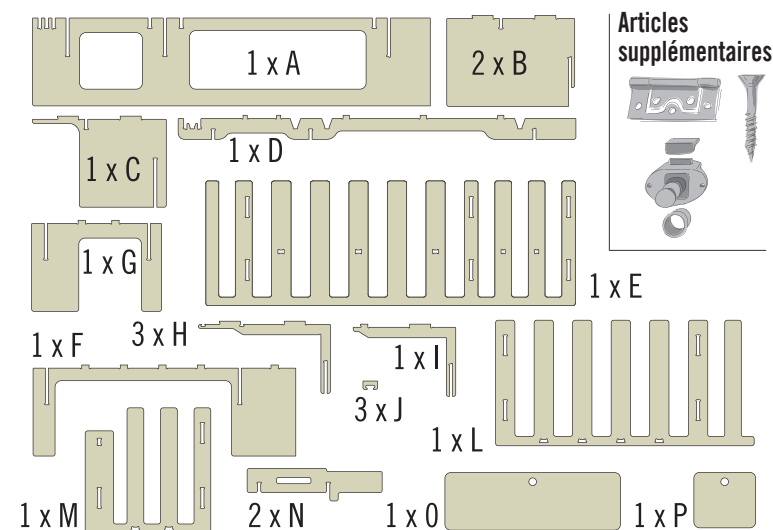 Articles
supplémentaires
1 x A
2 x B
1 x C
1 x D
1 x G
1 x E
1 x F
3 x H
1 x I
3 x J
1 x L
1 x M
2 x N
1 x O
1 x P